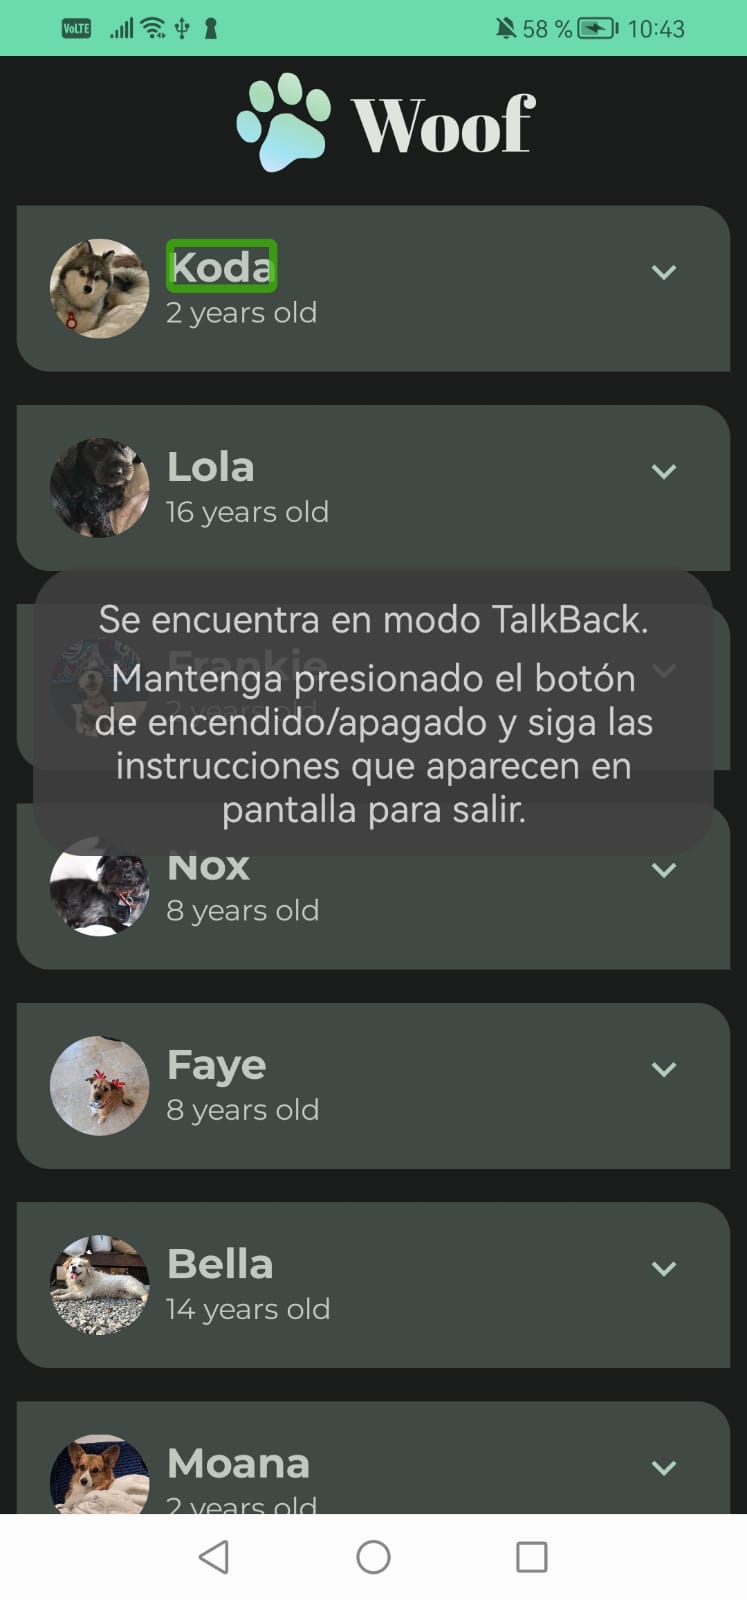 VoLTE 58 % 10:43
Woof
Koda
2 years old
Lola
16 years old
Se encuentra en modo TalkBack.
Frankie
Mantenga presionado el botón
2 years old
de encendido/apagado y siga las
instrucciones que aparecen en
pantalla para salir.
Nox
8 years old
Faye
8 years old
Bella
14 years old
Moana
2 years old